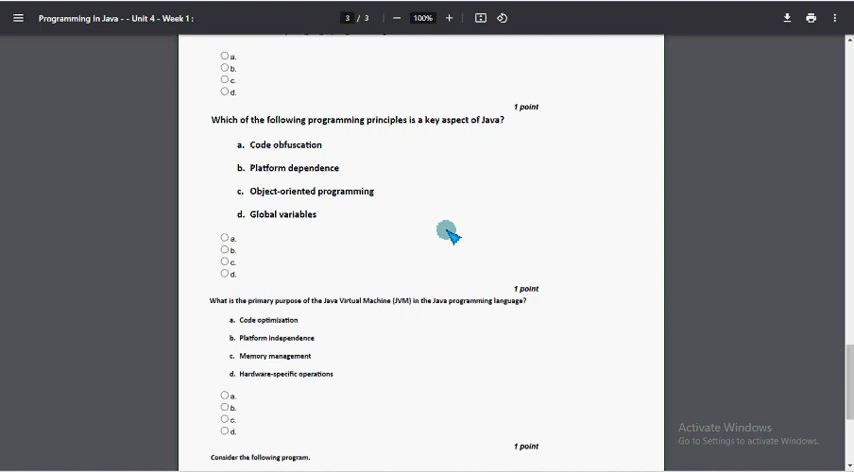 Programming In Java - - Unit 4 - Week 1 :
3 / 3
100%
a.
b.
c.
d.
1 point
Which of the following programming principles is a key aspect of Java?
a. Code obfuscation
b. Platform dependence
c. Object-oriented programming
d. Global variables
a.
b.
c.
d.
1 point
What is the primary purpose of the Java Virtual Machine (JVM) in the Java programming language?
a. Code optimization
b. Platform independence
c. Memory management
d. Hardware-specific operations
a.
b.
c.
d.
1 point
Consider the following program.
Activate Windows
Go to Settings to activate Windows.